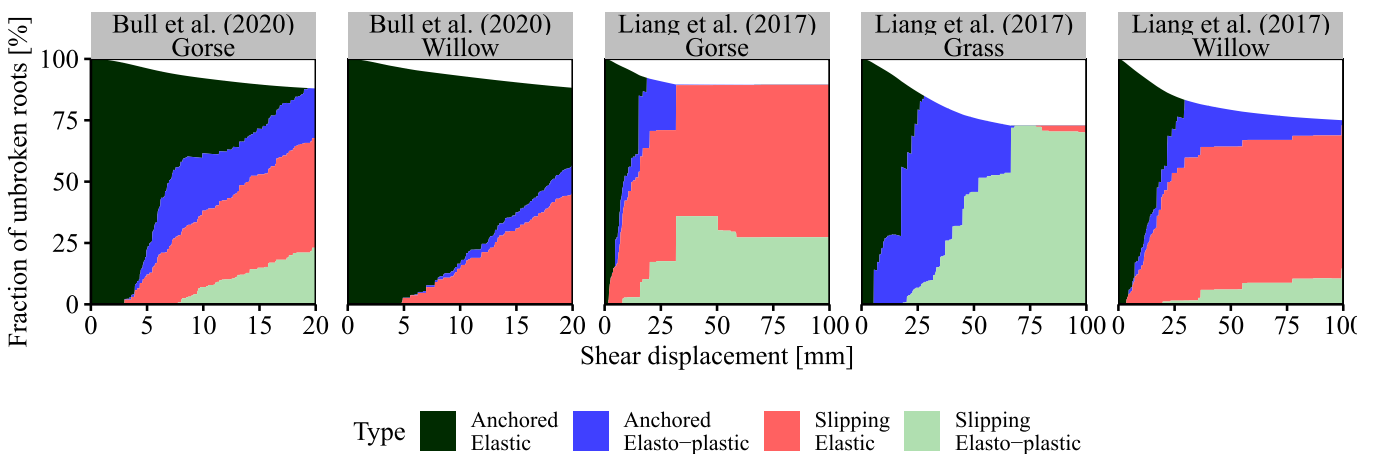 Bull et al. (2020)
Gorse
Bull et al. (2020)
Willow
Liang et al. (2017)
Gorse
Liang et al. (2017)
Grass
Liang et al. (2017)
Willow
Fraction of unbroken roots [%]
100
75
50
25
0
0 5 10 15 20
0 5 10 15 20
0 25 50 75 100
0 25 50 75 100
0 25 50 75 100
Shear displacement [mm]
Type
Anchored
Elastic
Anchored
Elasto−plastic
Slipping
Elastic
Slipping
Elasto−plastic